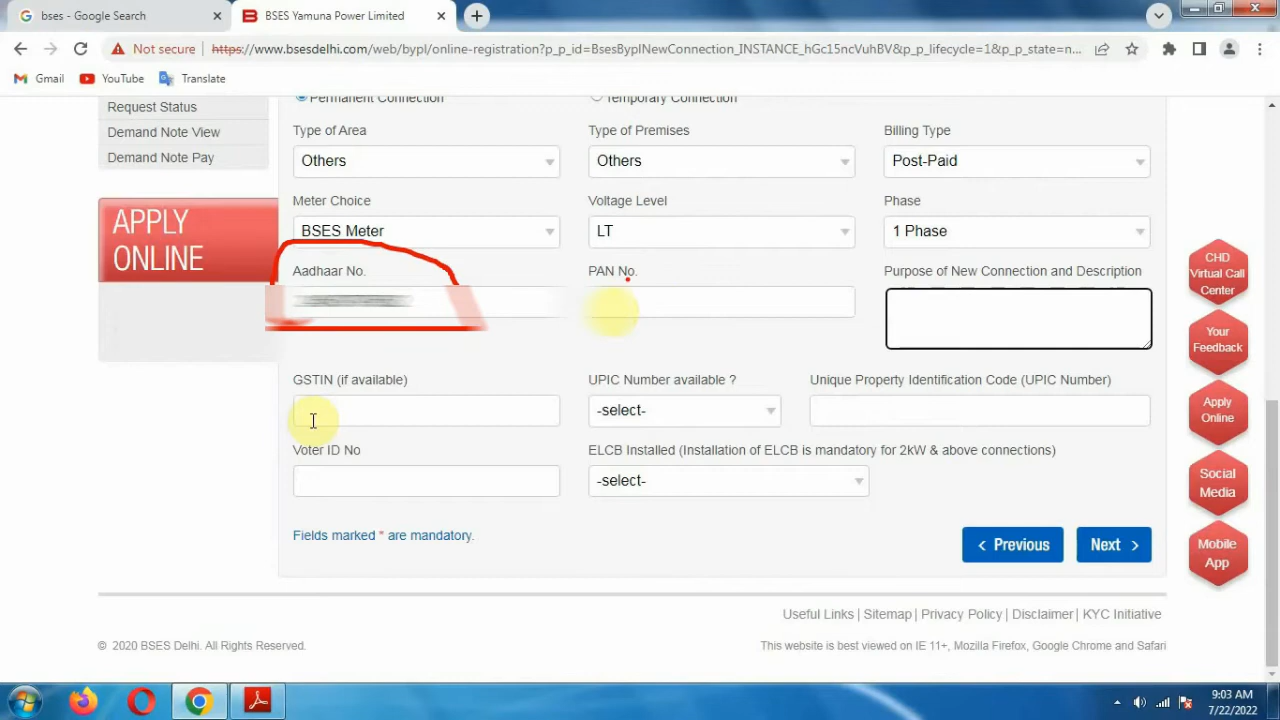 bses - Google Search
BSES Yamuna Power Limited
Not secure
https://www.bsesdelhi.com/web/bypl/online-registration?p_p_id=BsesBypINewConnection_INSTANCE_hGc15ncVuhBV&p_p_lifecycle=1&p_p_state=n...
Gmail
YouTube
Translate
Request Status
Demand Note View
Demand Note Pay
APPLY
ONLINE
Permanent Connection
Temporary Connection
Type of Area
Type of Premises
Billing Type
Others
Others
Post-Paid
Meter Choice
Voltage Level
Phase
BSES Meter
LT
1 Phase
Aadhaar No.
PAN No.
Purpose of New Connection and Description
GSTIN (if available)
UPIC Number available ?
Unique Property Identification Code (UPIC Number)
-select-
Voter ID No
ELCB Installed (Installation of ELCB is mandatory for 2kW & above connections)
-select-
Fields marked * are mandatory.
< Previous
Next >
CHD
Virtual Call
Center
Your
Feedback
Apply
Online
Social
Media
Mobile
App
Useful Links | Sitemap | Privacy Policy | Disclaimer | KYC Initiative
© 2020 BSES Delhi. All Rights Reserved.
This website is best viewed on IE 11+, Mozilla Firefox, Google Chrome and Safari
9:03 AM
7/22/2022